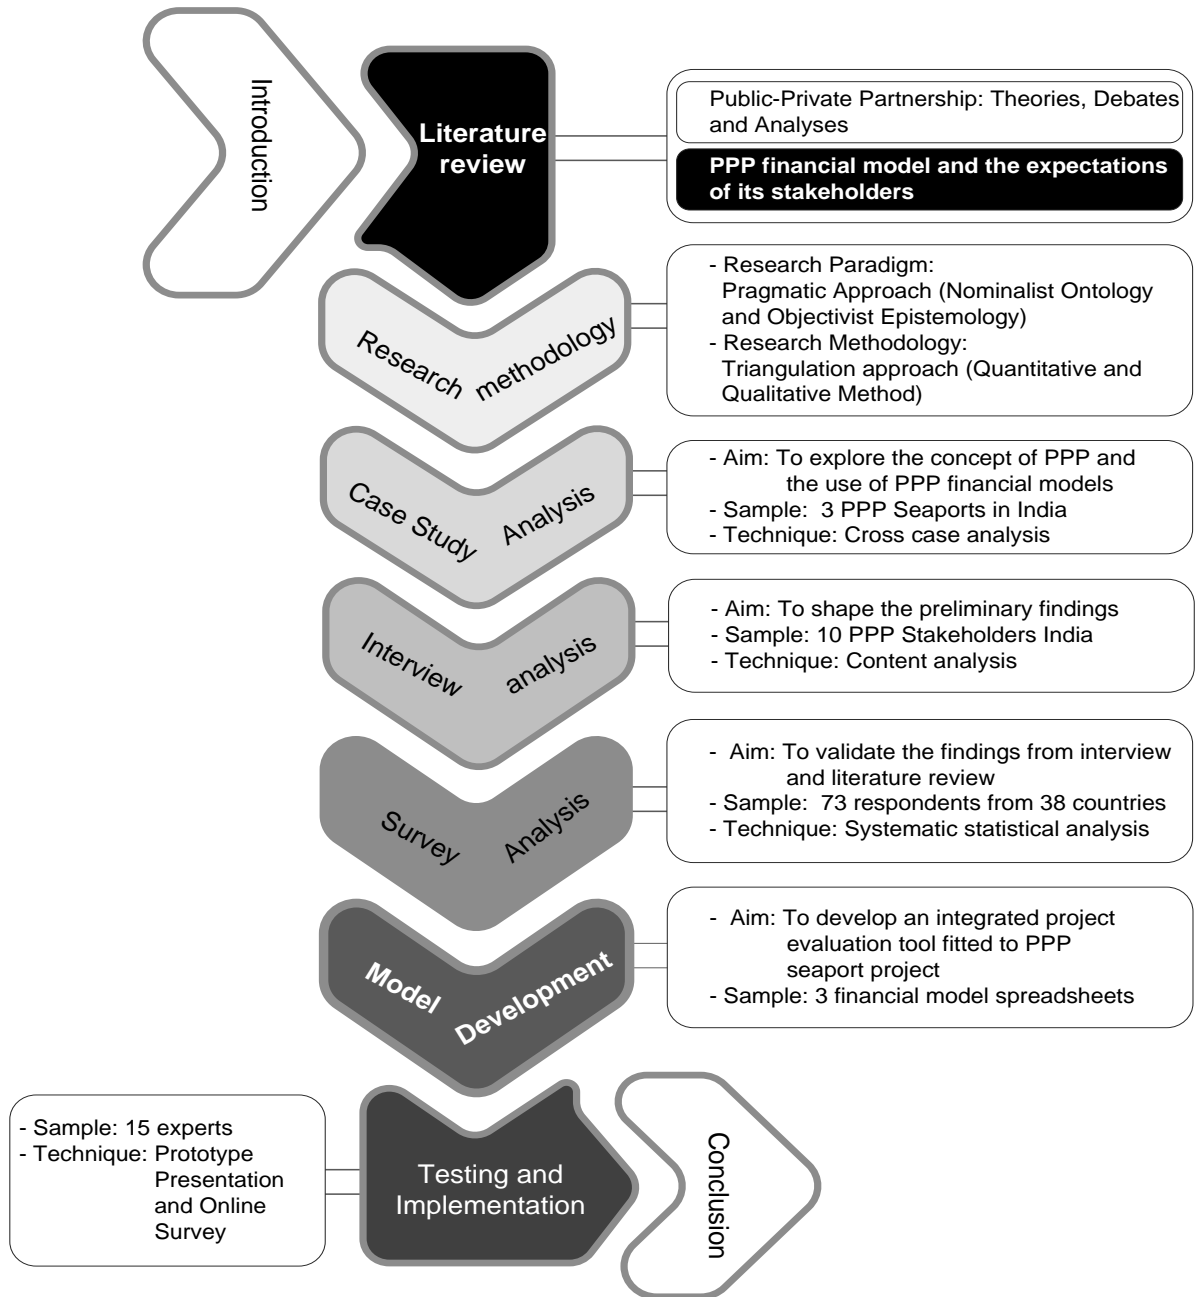 Introduction
Literature
review
Public-Private Partnership: Theories, Debates
and Analyses
PPP financial model and the expectations
of its stakeholders
Research methodology
- Research Paradigm:
Pragmatic Approach (Nominalist Ontology
and Objectivist Epistemology)
- Research Methodology:
Triangulation approach (Quantitative and
Qualitative Method)
Case Study Analysis
- Aim: To explore the concept of PPP and
the use of PPP financial models
- Sample: 3 PPP Seaports in India
- Technique: Cross case analysis
Interview analysis
- Aim: To shape the preliminary findings
- Sample: 10 PPP Stakeholders India
- Technique: Content analysis
Survey Analysis
- Aim: To validate the findings from interview
and literature review
- Sample: 73 respondents from 38 countries
- Technique: Systematic statistical analysis
Model Development
- Aim: To develop an integrated project
evaluation tool fitted to PPP
seaport project
- Sample: 3 financial model spreadsheets
- Sample: 15 experts
- Technique: Prototype
Presentation
and Online
Survey
Testing and
Implementation
Conclusion